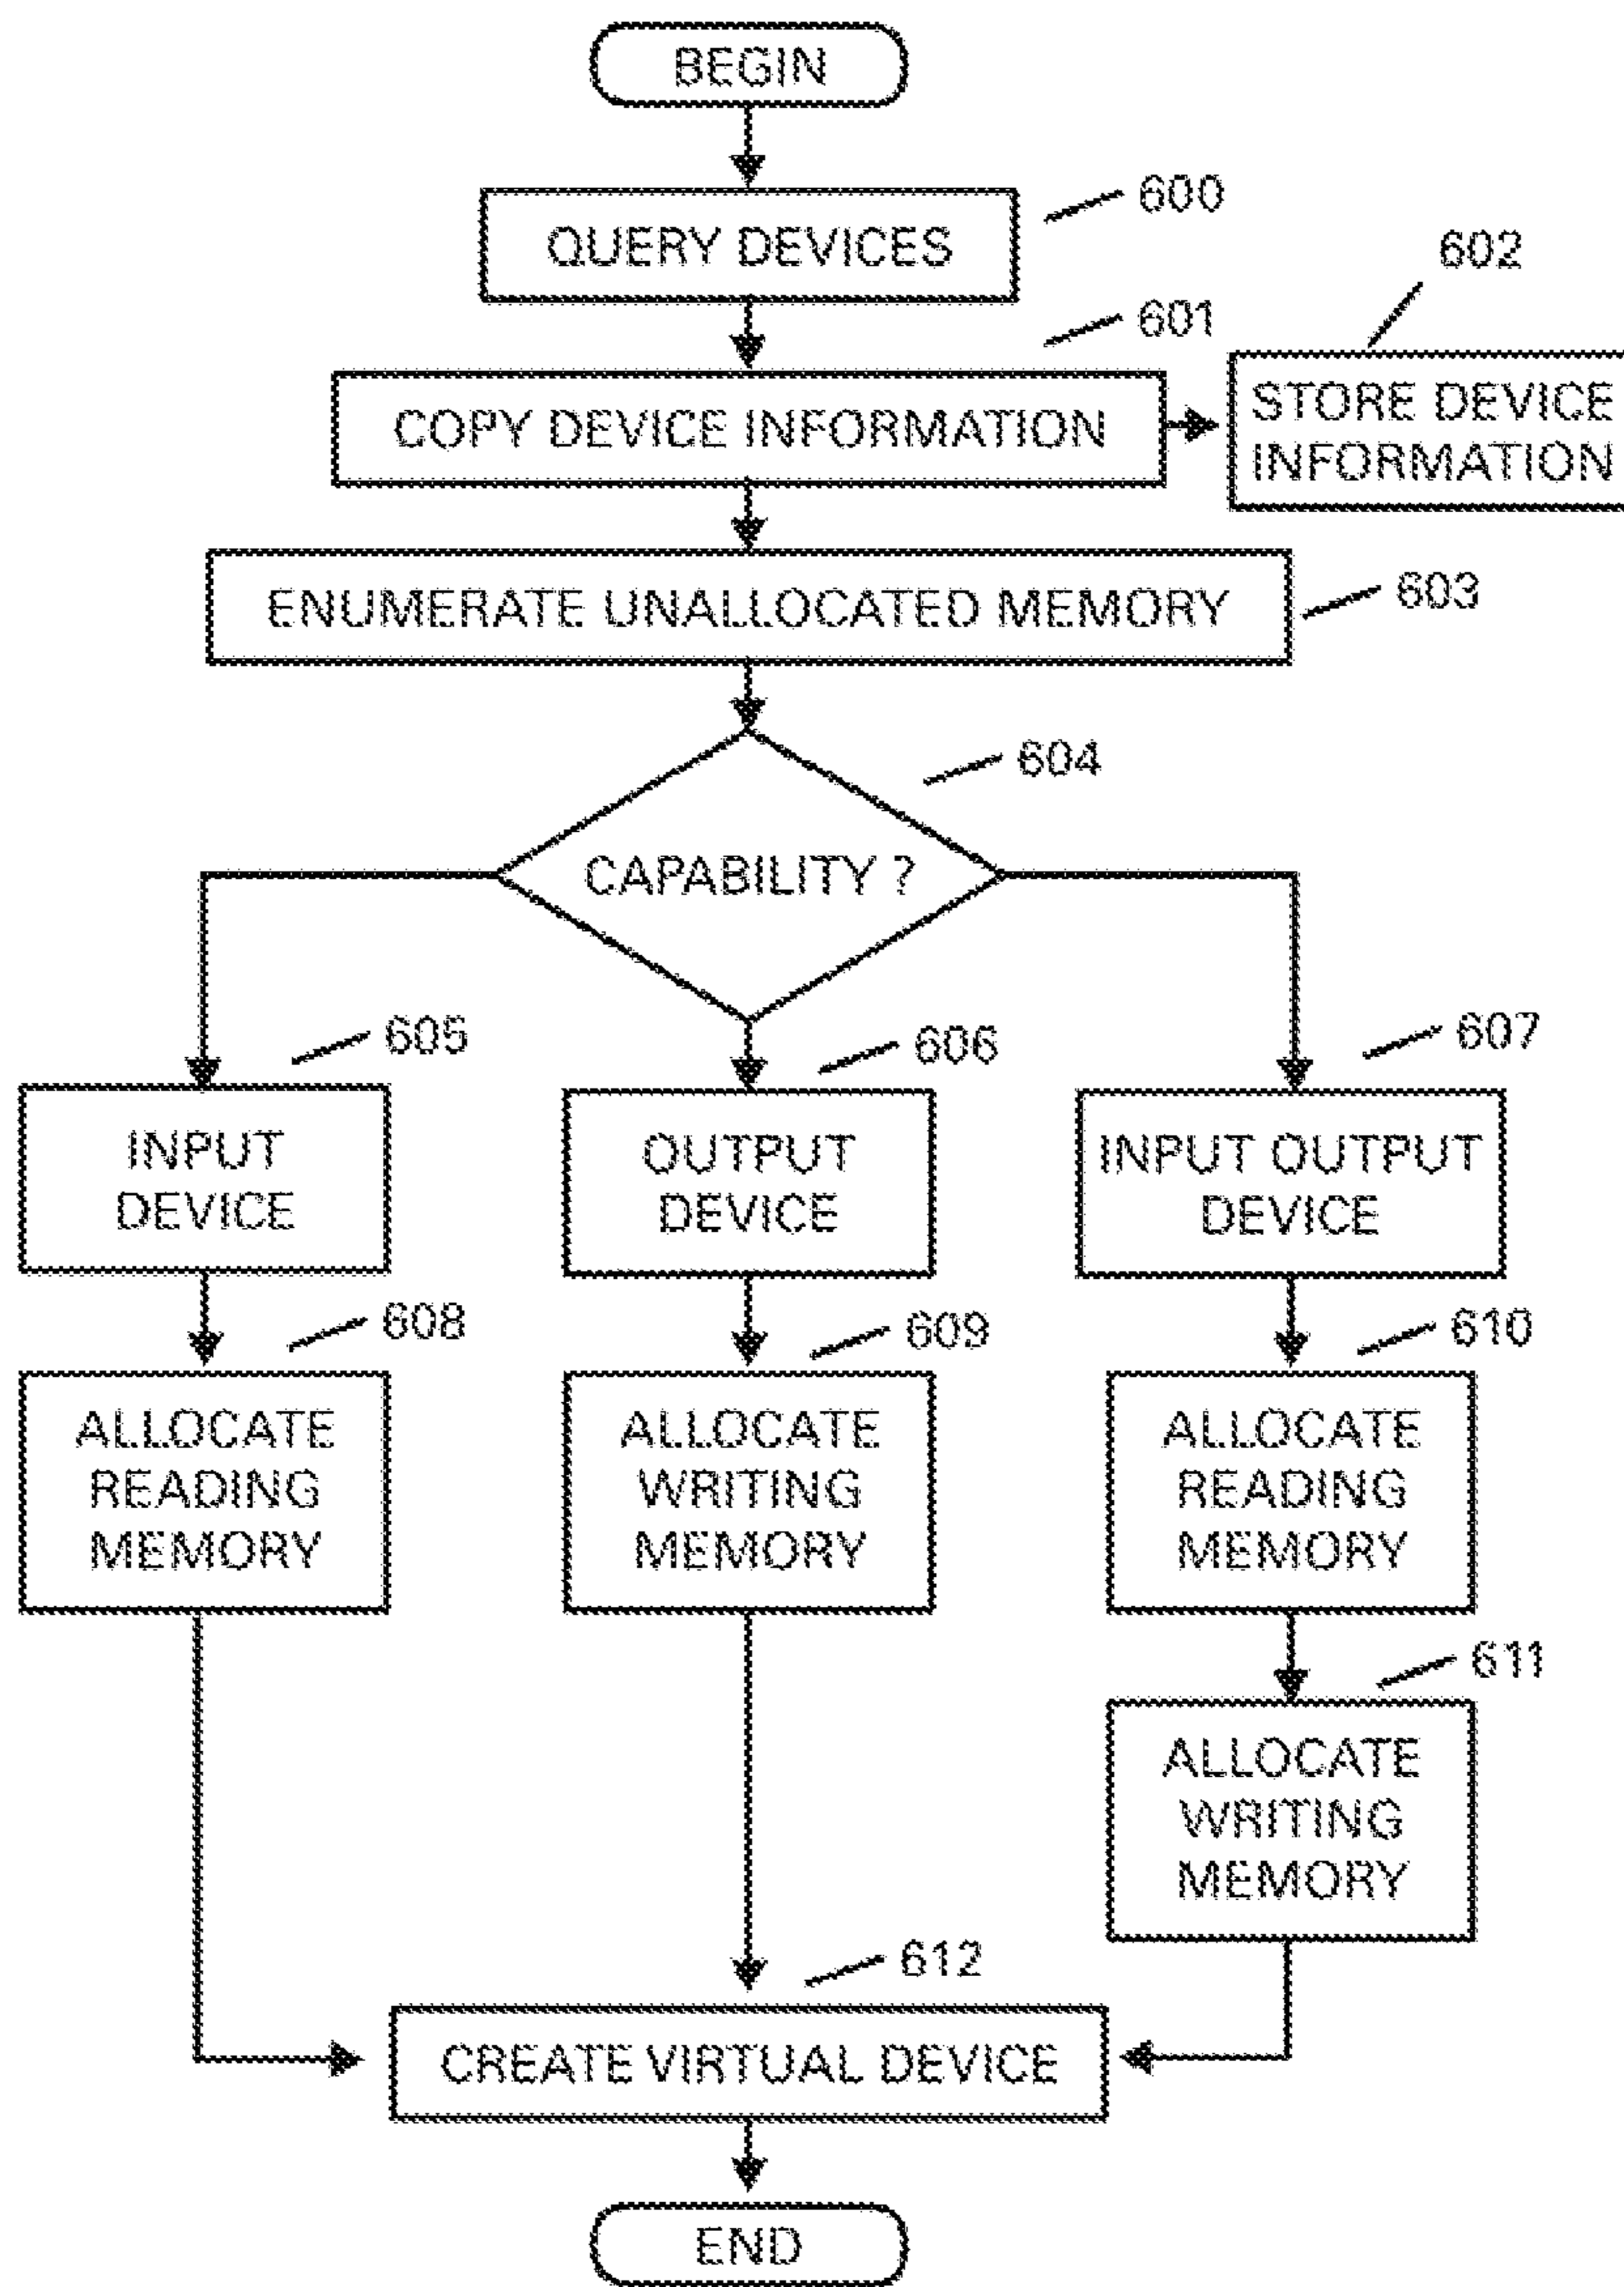 BEGIN
600
QUERY DEVICES
602
601
COPY DEVICE INFORMATION
STORE DEVICE
INFORMATION
ENUMERATE UNALLOCATED MEMORY
603
604
CAPABILITY ?
605
606
607
INPUT
DEVICE
OUTPUT
DEVICE
INPUT OUTPUT
DEVICE
608
609
610
ALLOCATE
READING
MEMORY
ALLOCATE
WRITING
MEMORY
ALLOCATE
READING
MEMORY
611
ALLOCATE
WRITING
MEMORY
612
CREATE VIRTUAL DEVICE
END